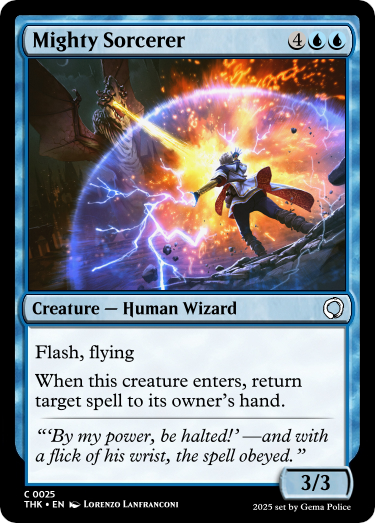 Mighty Sorcerer 4
Creature — Human Wizard
Flash, flying
When this creature enters, return
target spell to its owner's hand.
“‘By my power, be halted!’ —and with
a flick of his wrist, the spell obeyed.”
3/3
C 0025
THK • EN Lorenzo Lanfranconi
2025 set by Gema Police